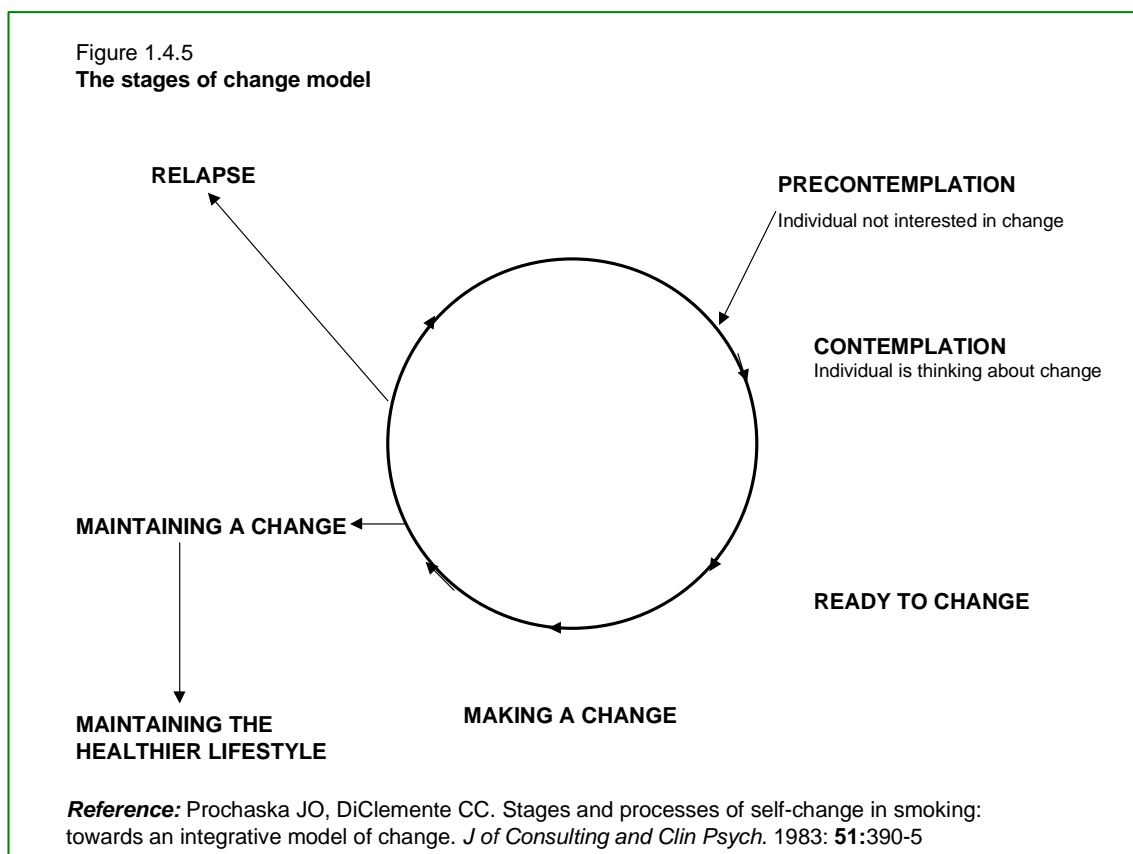 Figure 1.4.5
The stages of change model
RELAPSE
PRECONTEMPLATION
Individual not interested in change
CONTEMPLATION
Individual is thinking about change
MAINTAINING A CHANGE
READY TO CHANGE
MAKING A CHANGE
MAINTAINING THE
HEALTHIER LIFESTYLE
Reference: Prochaska JO, DiClemente CC. Stages and processes of self-change in smoking:
towards an integrative model of change. J of Consulting and Clin Psych. 1983: 51:390-5